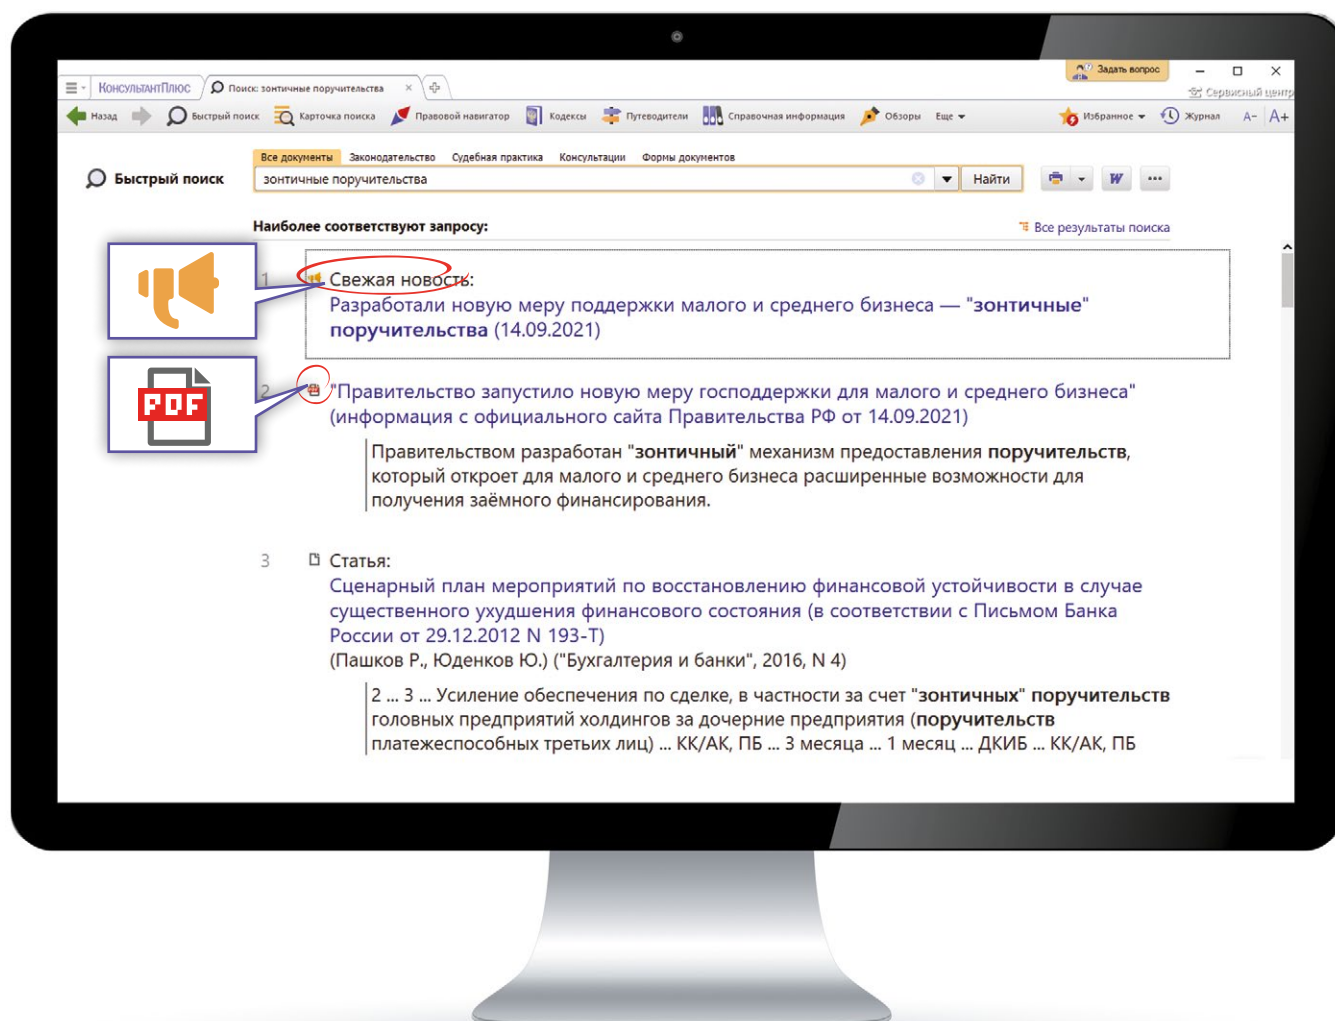 Задать вопрос
КонсультантПлюс
Поиск: зонтичные поручительства
Сервисный центр
Назад Быстрый поиск Карточка поиска Правовой навигатор Кодексы Путеводители Справочная информация Обзоры Еще Избранное Журнал A- A+
Все документы Законодательство Судебная практика Консультации Формы документов
Быстрый поиск зонтичные поручительства Найти W
Наиболее соответствуют запросу: Все результаты поиска
1 Свежая новость:
Разработали новую меру поддержки малого и среднего бизнеса — "зонтичные"
поручительства (14.09.2021)
PDF
2 "Правительство запустило новую меру господдержки для малого и среднего бизнеса"
(информация с официального сайта Правительства РФ от 14.09.2021)
Правительством разработан "зонтичный" механизм предоставления поручительств,
который откроет для малого и среднего бизнеса расширенные возможности для
получения заёмного финансирования.
3 Статья:
Сценарный план мероприятий по восстановлению финансовой устойчивости в случае
существенного ухудшения финансового состояния (в соответствии с Письмом Банка
России от 29.12.2012 N 193-Т)
(Пашков Р., Юденков Ю.) ("Бухгалтерия и банки", 2016, N 4)
2 ... 3 ... Усиление обеспечения по сделке, в частности за счет "зонтичных" поручительств
головных предприятий холдингов за дочерние предприятия (поручительств
платежеспособных третьих лиц) ... КК/АК, ПБ ... 3 месяца ... 1 месяц ... ДКИБ ... КК/АК, ПБ